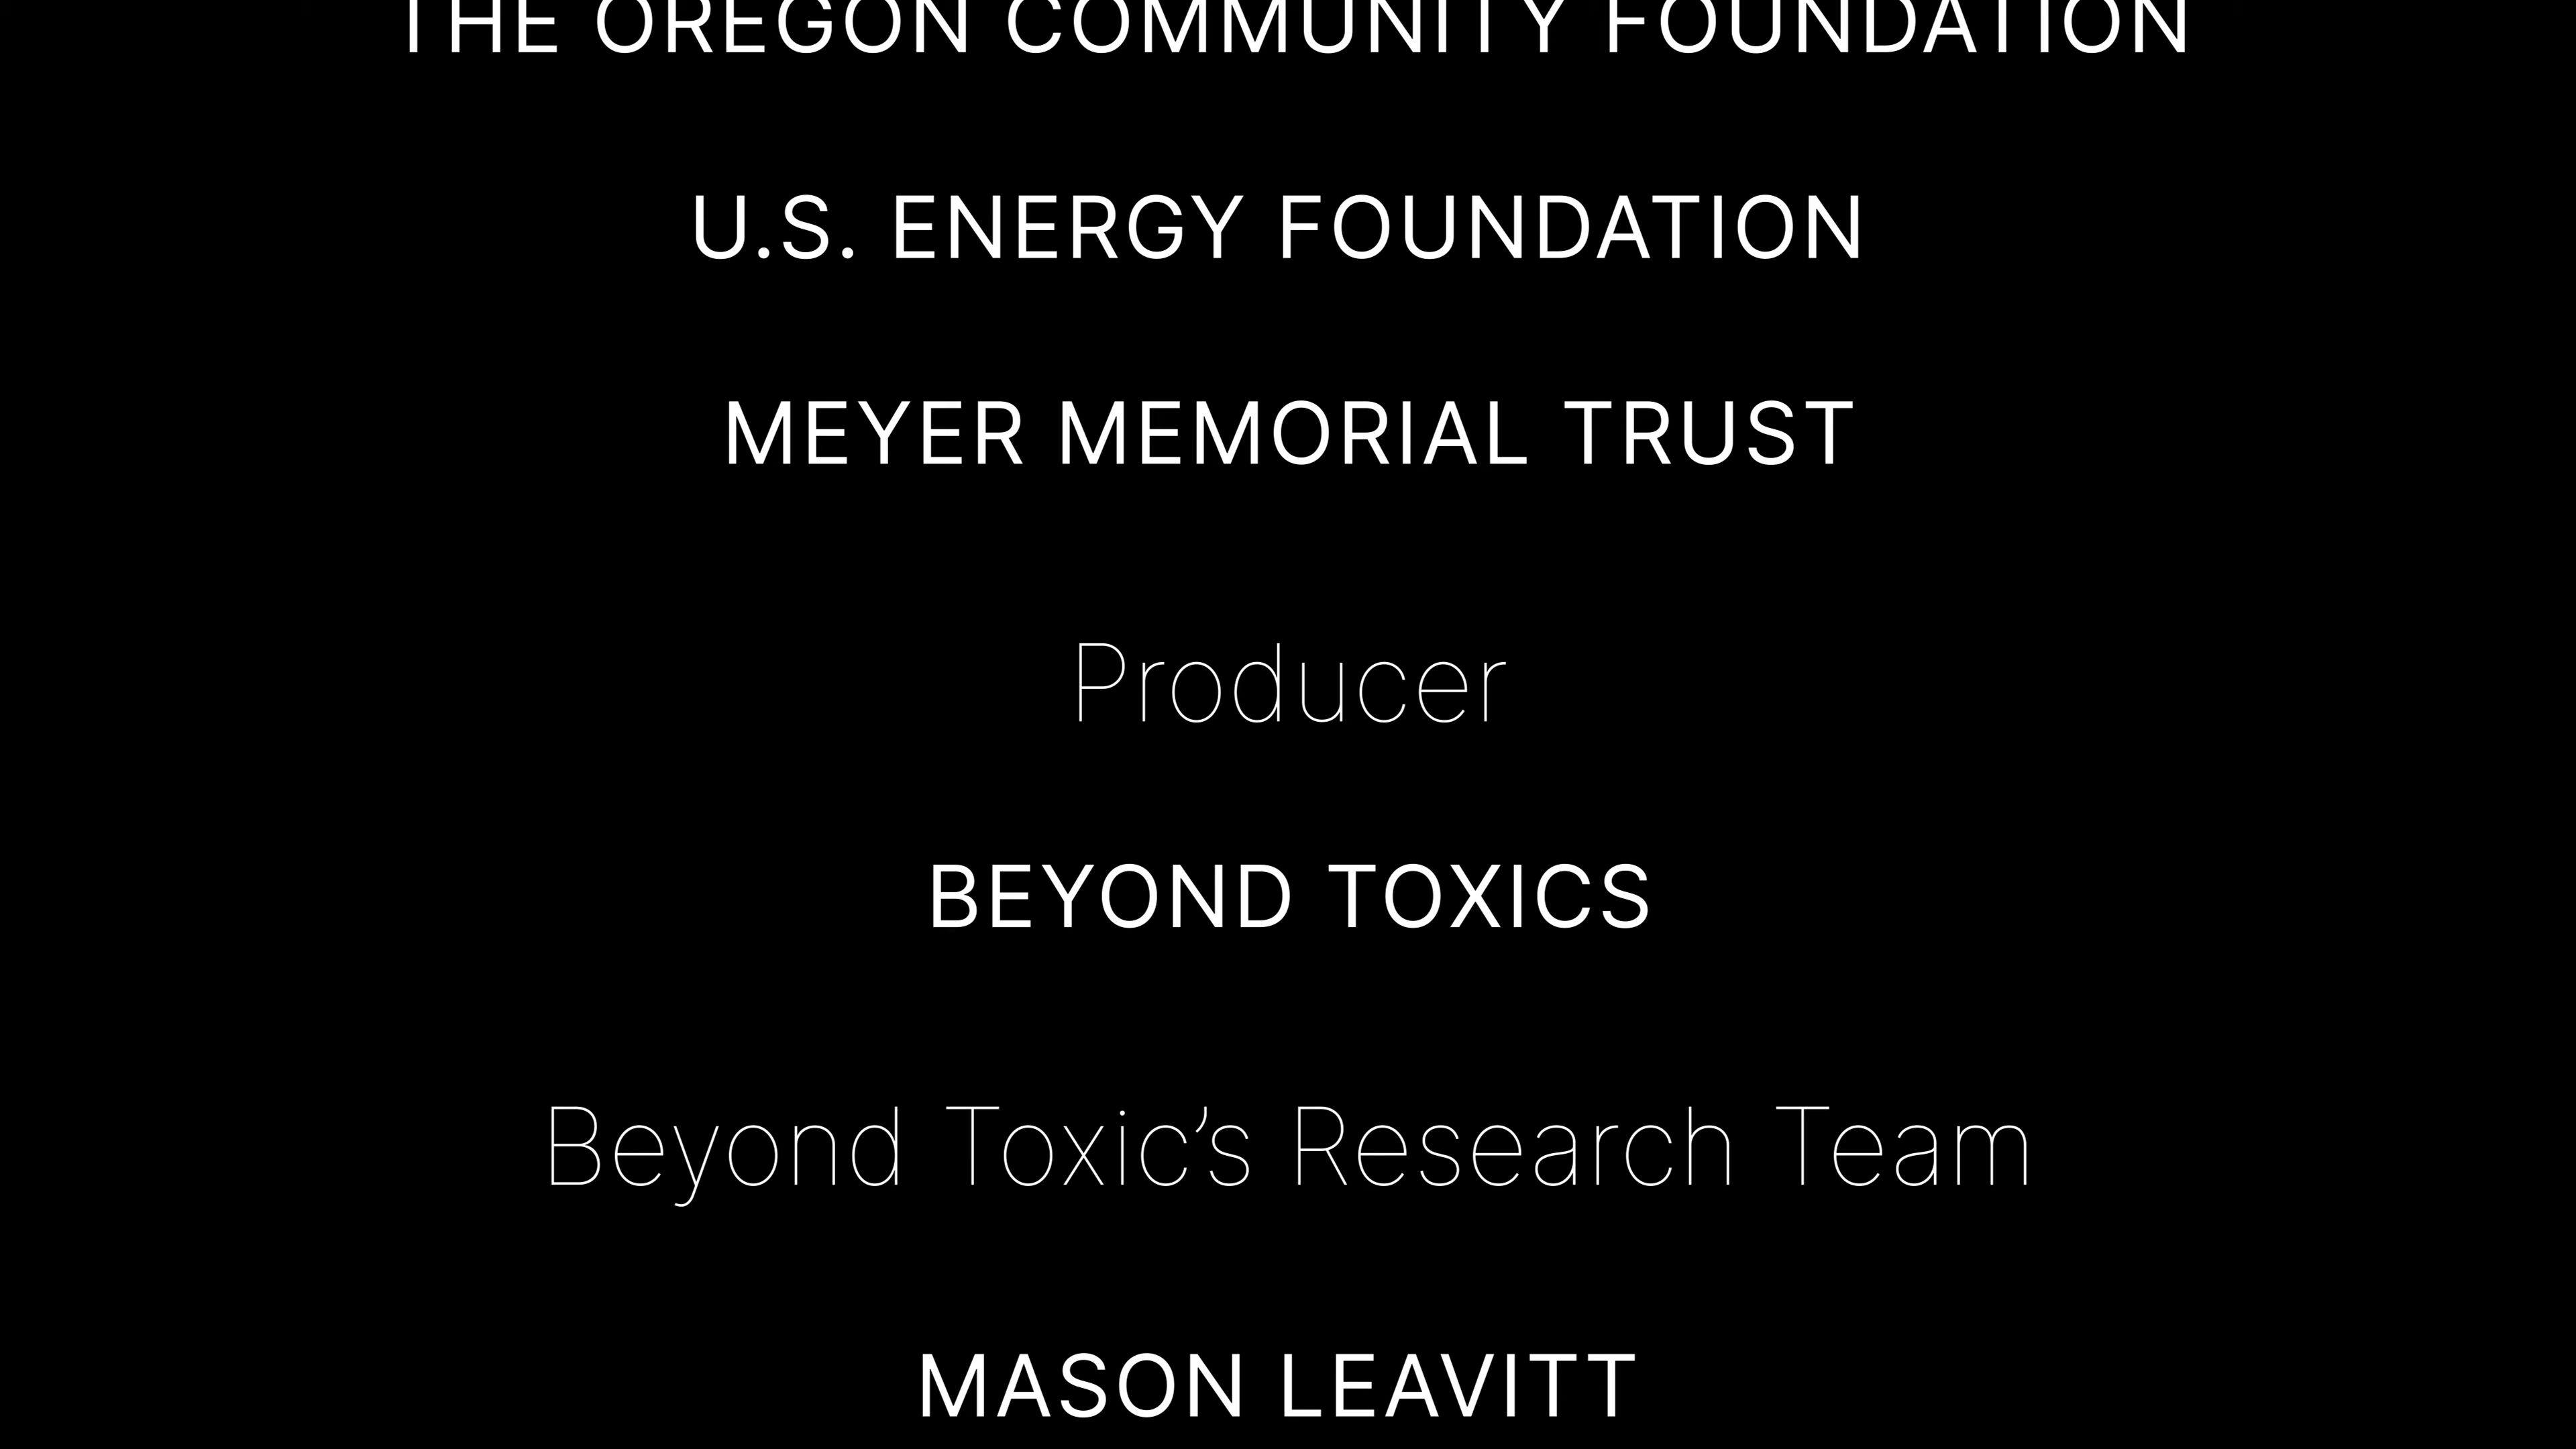 THE OREGON COMMUNITY FOUNDATION
U.S. ENERGY FOUNDATION
MEYER MEMORIAL TRUST
Producer
BEYOND TOXICS
Beyond Toxic’s Research Team
MASON LEAVITT